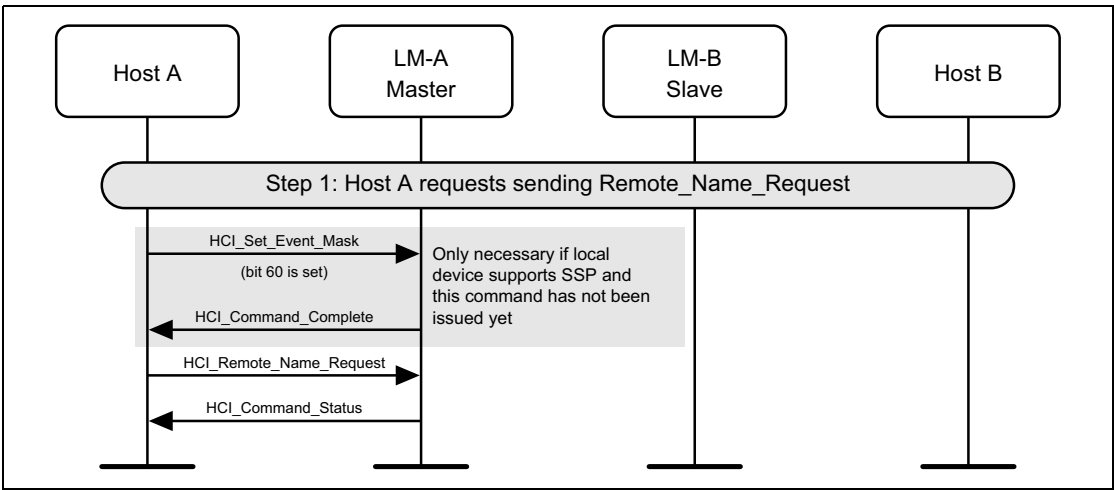 Host A
LM-A
Master
LM-B
Slave
Host B
Step 1: Host A requests sending Remote_Name_Request
HCI_Set_Event_Mask
(bit 60 is set)
Only necessary if local
device supports SSP and
this command has not been
issued yet
HCI_Command_Complete
HCI_Remote_Name_Request
HCI_Command_Status